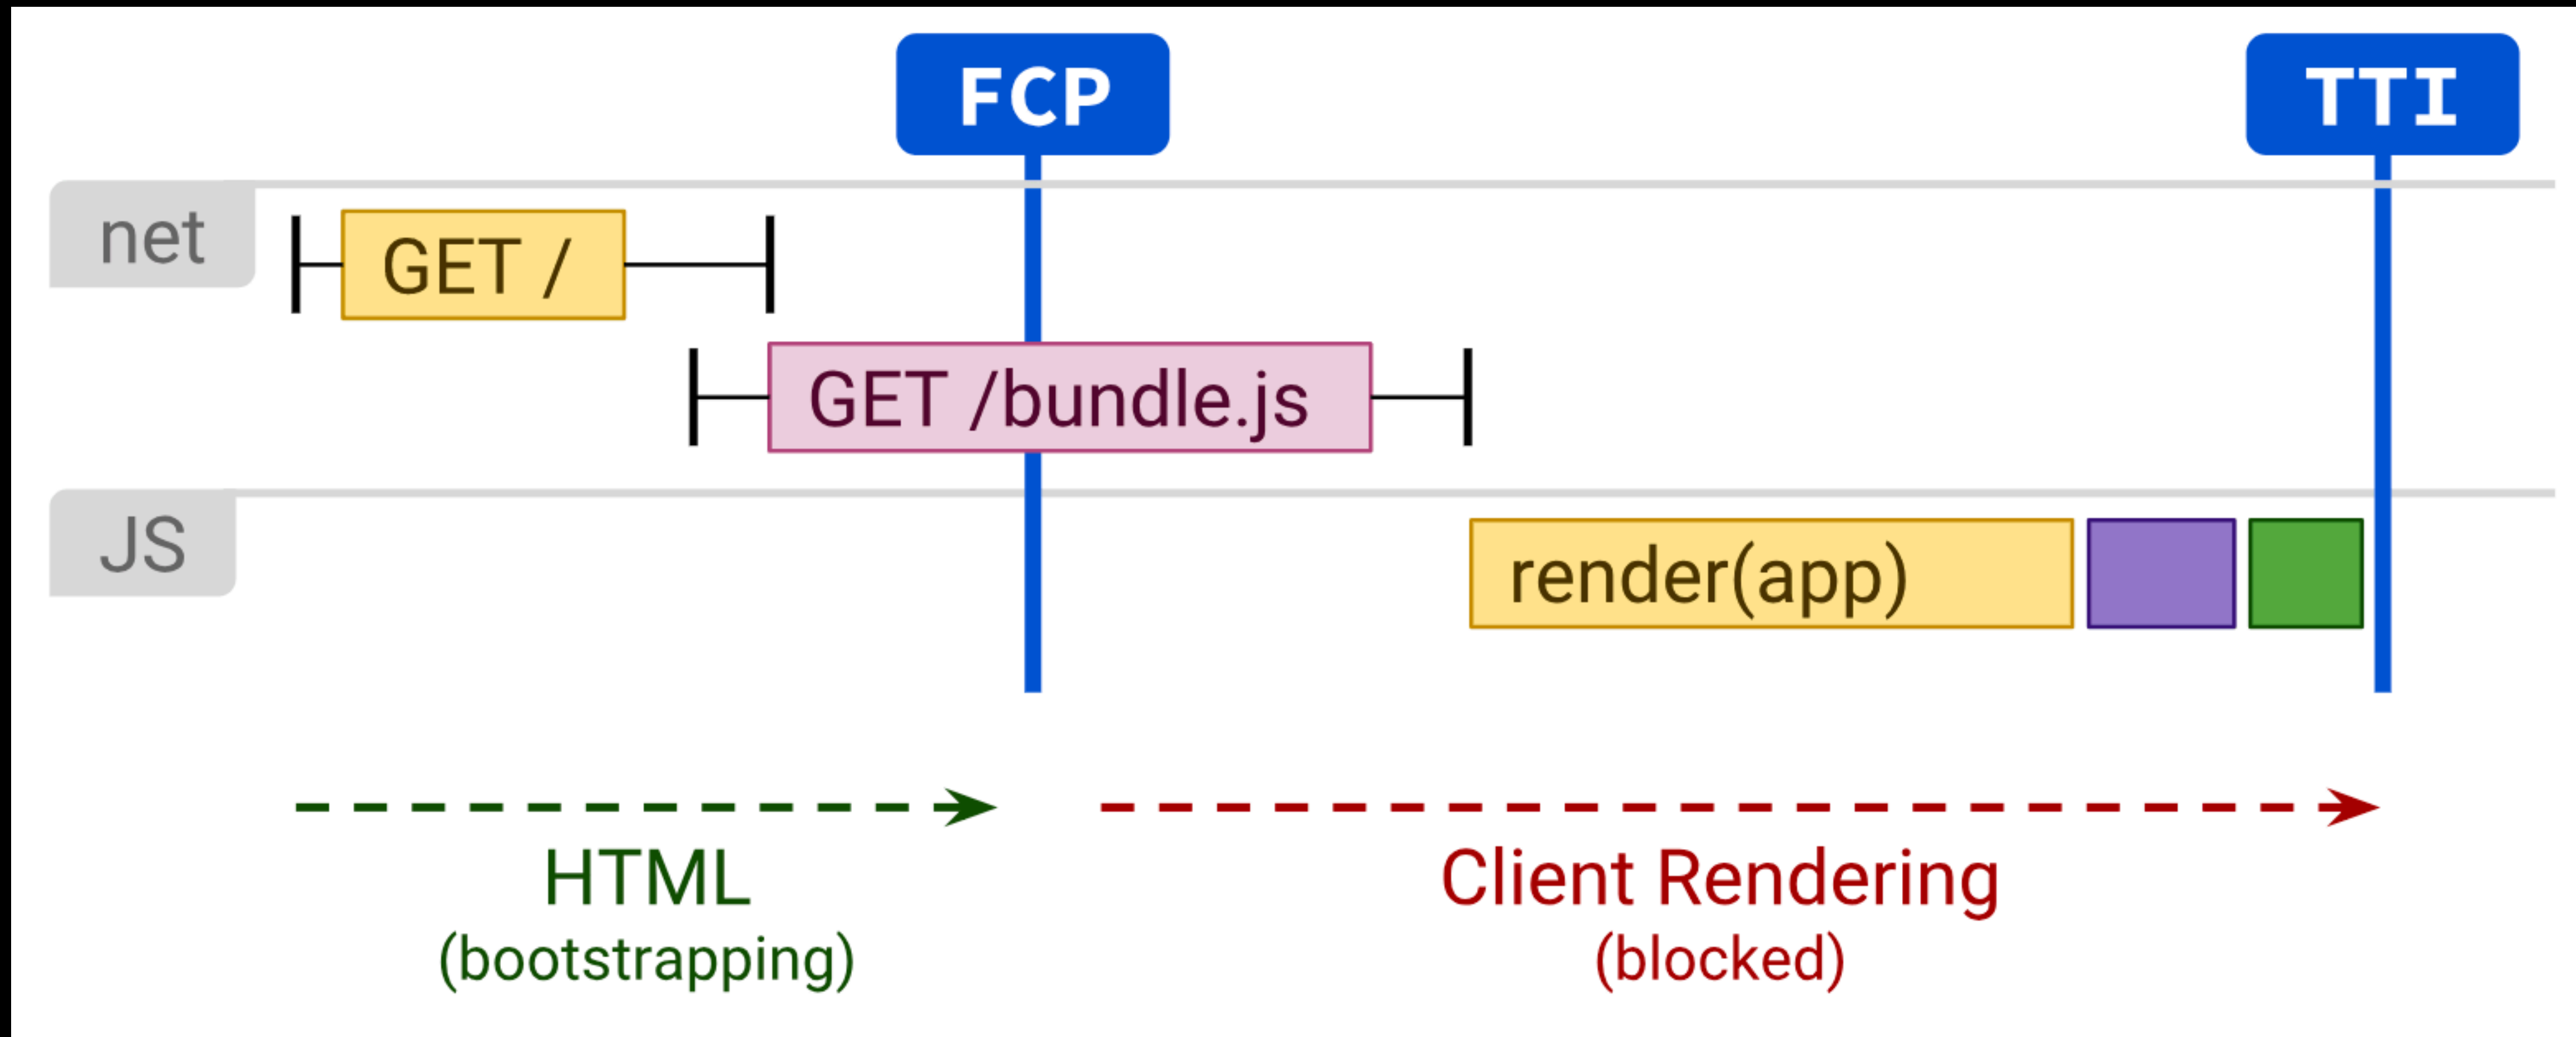 FCP
TTI
net
GET /
GET /bundle.js
JS
render(app)
HTML
(bootstrapping)
Client Rendering
(blocked)